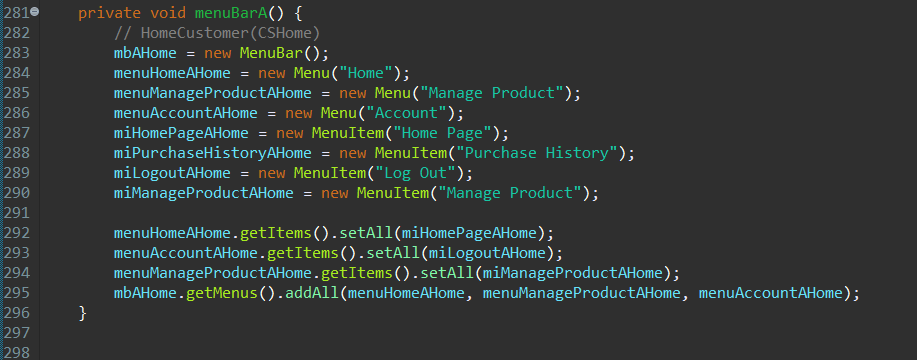 281 private void menuBarA() {
282 // HomeCustomer(CSHome)
283 mbAHome = new MenuBar();
284 menuHomeAHome = new Menu("Home");
285 menuManageProductAHome = new Menu("Manage Product");
286 menuAccountAHome = new Menu("Account");
287 miHomePageAHome = new MenuItem("Home Page");
288 miPurchaseHistoryAHome = new MenuItem("Purchase History");
289 miLogoutAHome = new MenuItem("Log Out");
290 miManageProductAHome = new MenuItem("Manage Product");
291
292 menuHomeAHome.getItems().setAll(miHomePageAHome);
293 menuAccountAHome.getItems().setAll(miLogoutAHome);
294 menuManageProductAHome.getItems().setAll(miManageProductAHome);
295 mbAHome.getMenus().addAll(menuHomeAHome, menuManageProductAHome, menuAccountAHome);
296 }
297
298